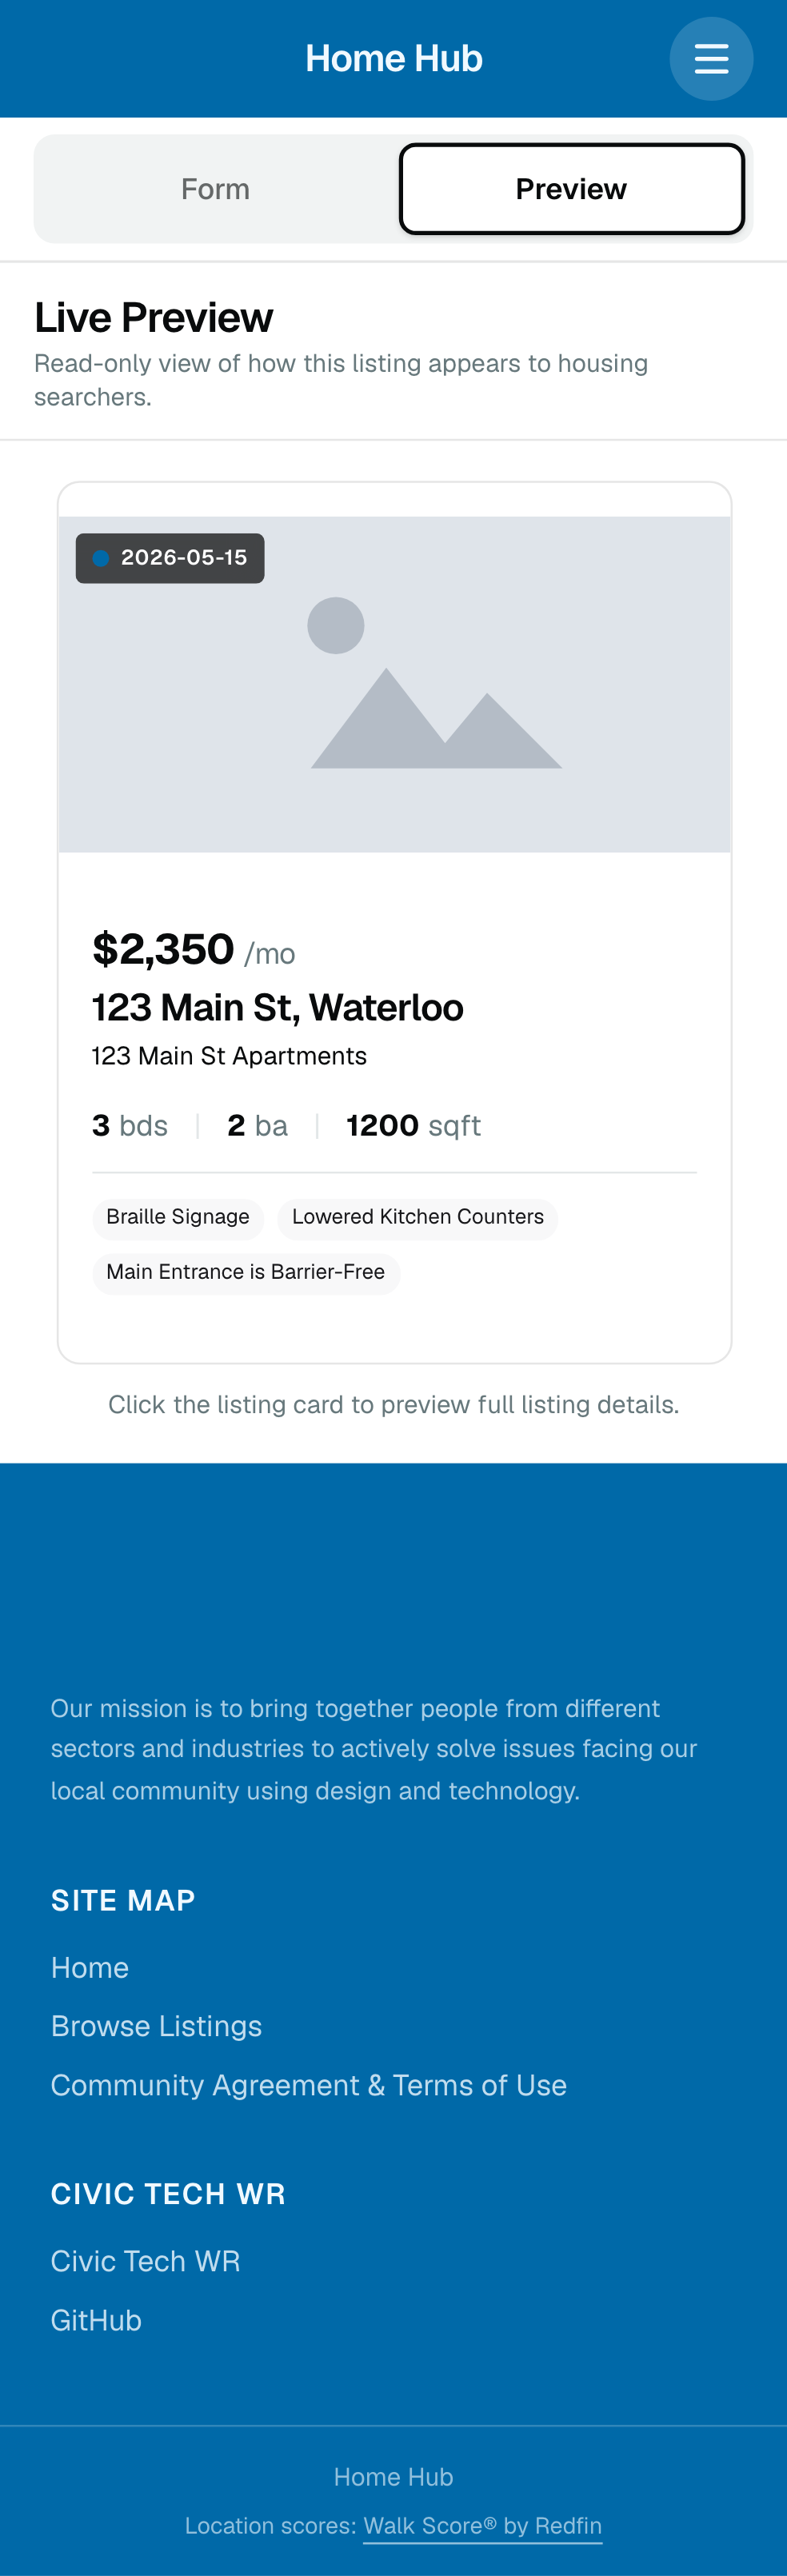 Home Hub
Form
Preview
Live Preview
Read-only view of how this listing appears to housing
searchers.
2026-05-15
$2,350 /mo
123 Main St, Waterloo
123 Main St Apartments
3 bds | 2 ba | 1200 sqft
Braille Signage
Lowered Kitchen Counters
Main Entrance is Barrier-Free
Click the listing card to preview full listing details.
Our mission is to bring together people from different
sectors and industries to actively solve issues facing our
local community using design and technology.
SITE MAP
Home
Browse Listings
Community Agreement & Terms of Use
CIVIC TECH WR
Civic Tech WR
GitHub
Home Hub
Location scores: Walk Score® by Redfin